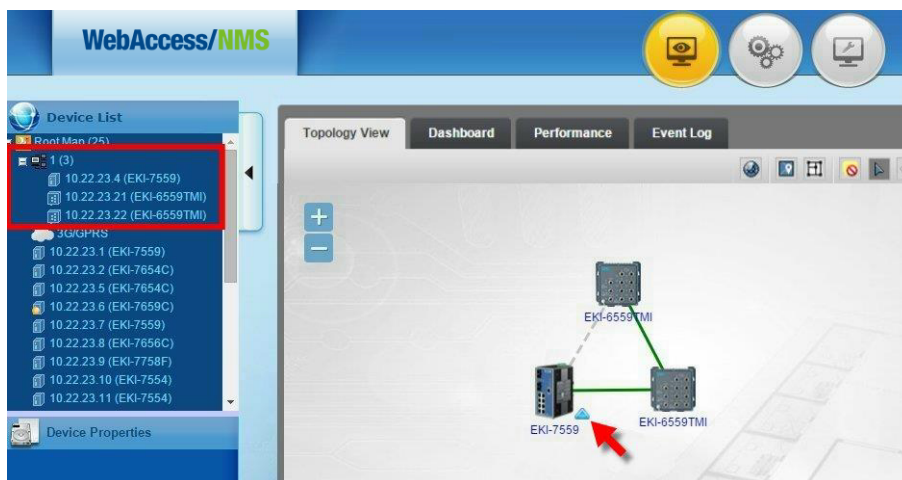 WebAccess/NMS
Device List
Root Map (25)
1 (3)
10.22.23.4 (EKI-7559)
10.22.23.21 (EKI-6559TMI)
10.22.23.22 (EKI-6559TMI)
3G/GPRS
10.22.23.1 (EKI-7559)
10.22.23.2 (EKI-7654C)
10.22.23.5 (EKI-7654C)
10.22.23.6 (EKI-7659C)
10.22.23.7 (EKI-7559)
10.22.23.8 (EKI-7656C)
10.22.23.9 (EKI-7758F)
10.22.23.10 (EKI-7554)
10.22.23.11 (EKI-7554)
Device Properties
Topology View Dashboard Performance Event Log
EKI-6559TMI
EKI-7559
EKI-6559TMI